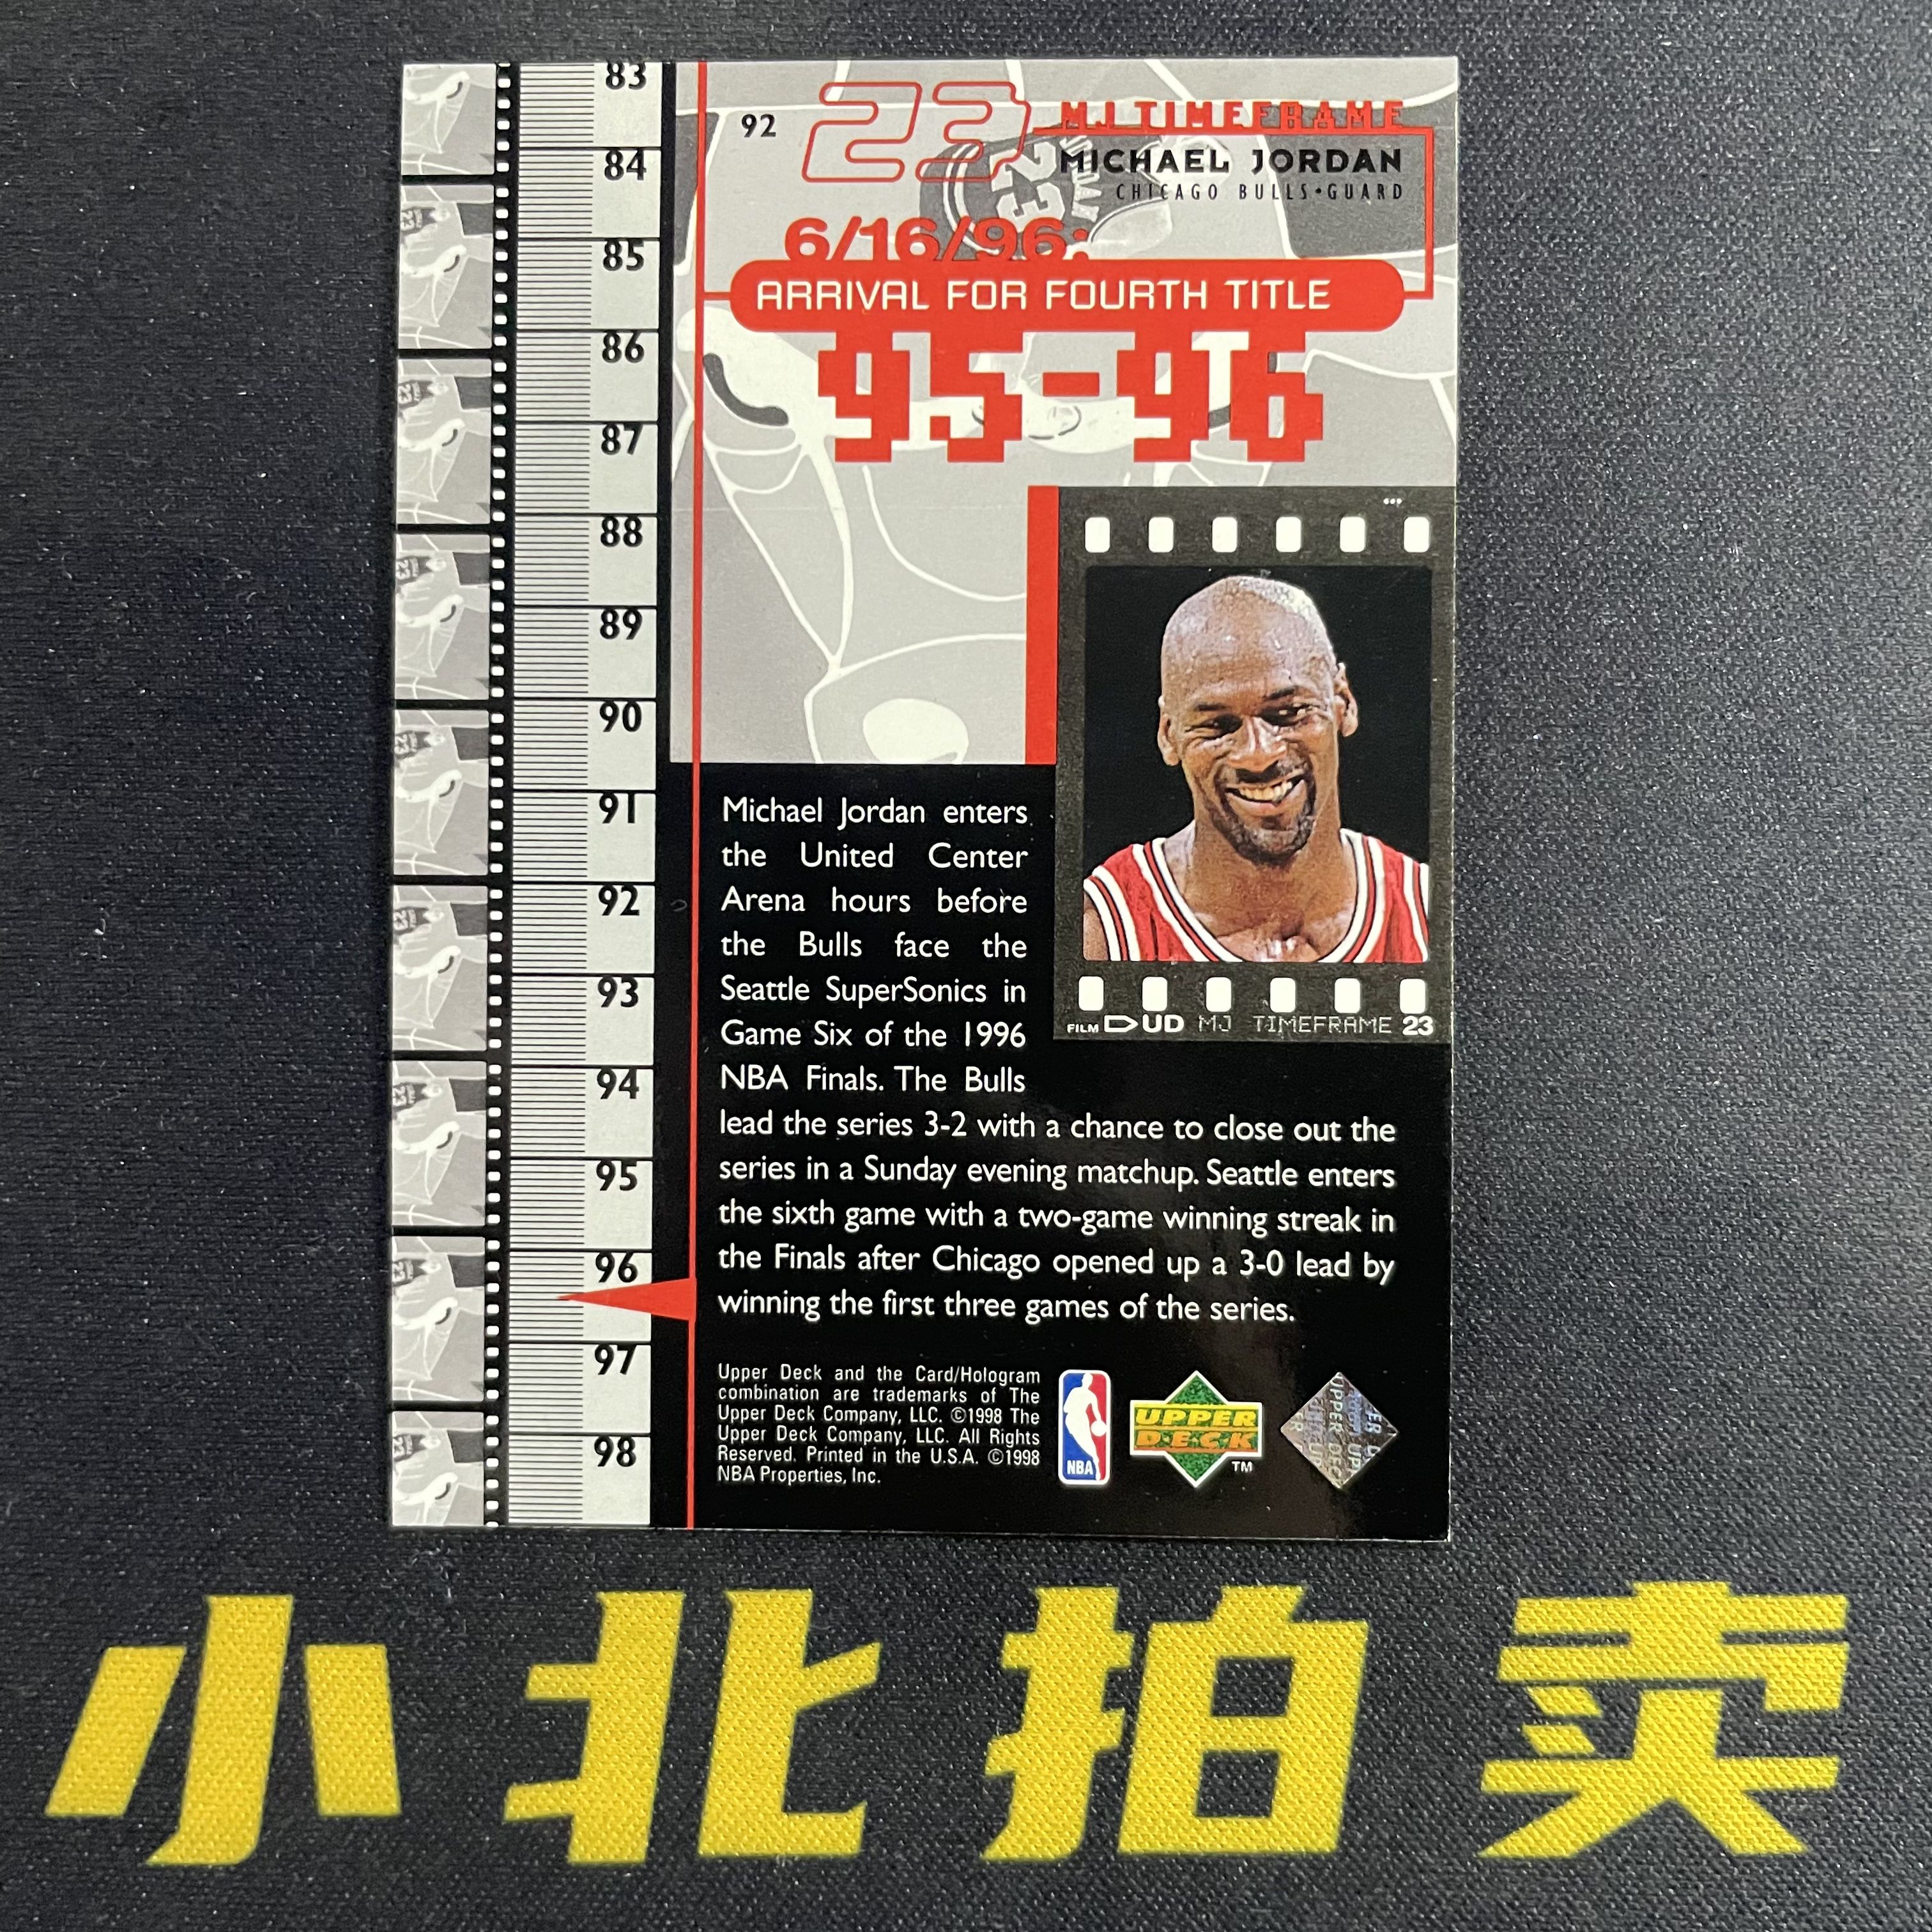 83
84
85
86
87
88
89
90
91
92
93
94
95
96
97
98
92
23
MJ TIMEFRAME
MICHAEL JORDAN
CHICAGO BULLS•GUARD
6/16/96:
ARRIVAL FOR FOURTH TITLE
95-96
Michael Jordan enters
the United Center
Arena hours before
the Bulls face the
Seattle SuperSonics in
Game Six of the 1996
NBA Finals. The Bulls
lead the series 3-2 with a chance to close out the
series in a Sunday evening matchup. Seattle enters
the sixth game with a two-game winning streak in
the Finals after Chicago opened up a 3-0 lead by
winning the first three games of the series.
FILM UD MJ TIMEFRAME 23
Upper Deck and the Card/Hologram
combination are trademarks of The
Upper Deck Company, LLC. ©1998 The
Upper Deck Company, LLC. All Rights
Reserved. Printed in the U.S.A. ©1998
NBA Properties, Inc.
NBA
UPPER
DECK
TM
小北拍卖